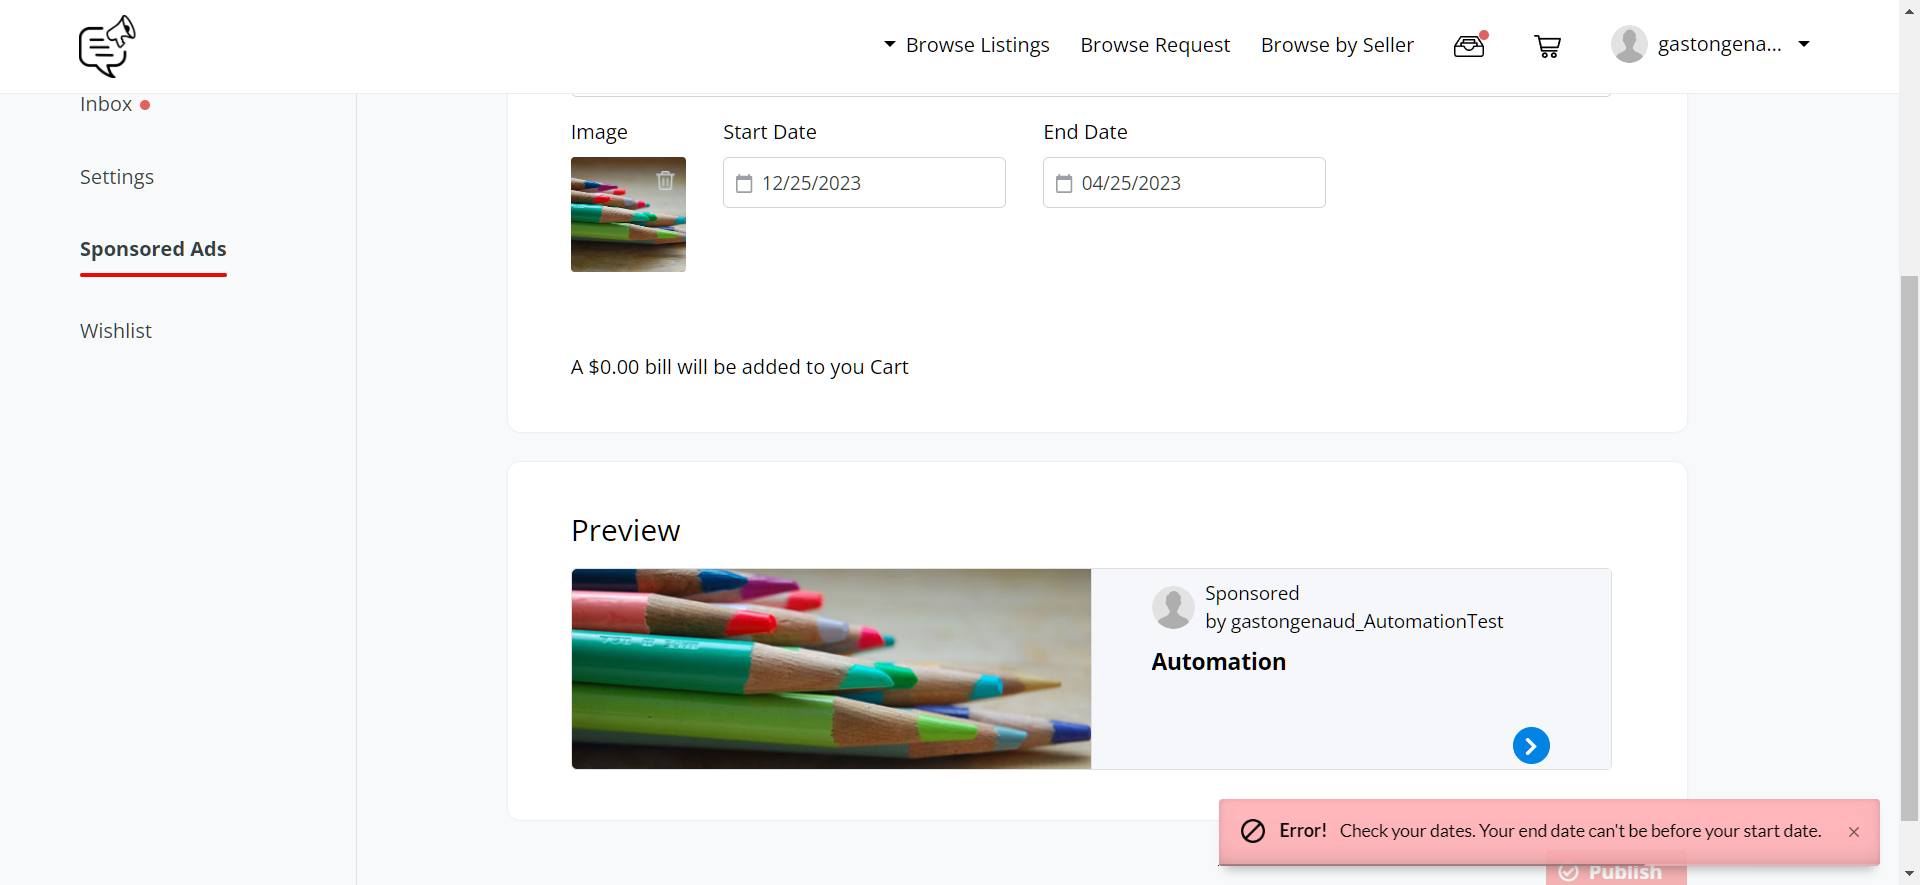 Browse Listings Browse Request Browse by Seller gastongena...
Inbox
Settings
Sponsored Ads
Wishlist
Image Start Date End Date
12/25/2023 04/25/2023
A $0.00 bill will be added to you Cart
Preview
Sponsored
by gastongenaud_AutomationTest
Automation
Error! Check your dates. Your end date can't be before your start date.
Publish